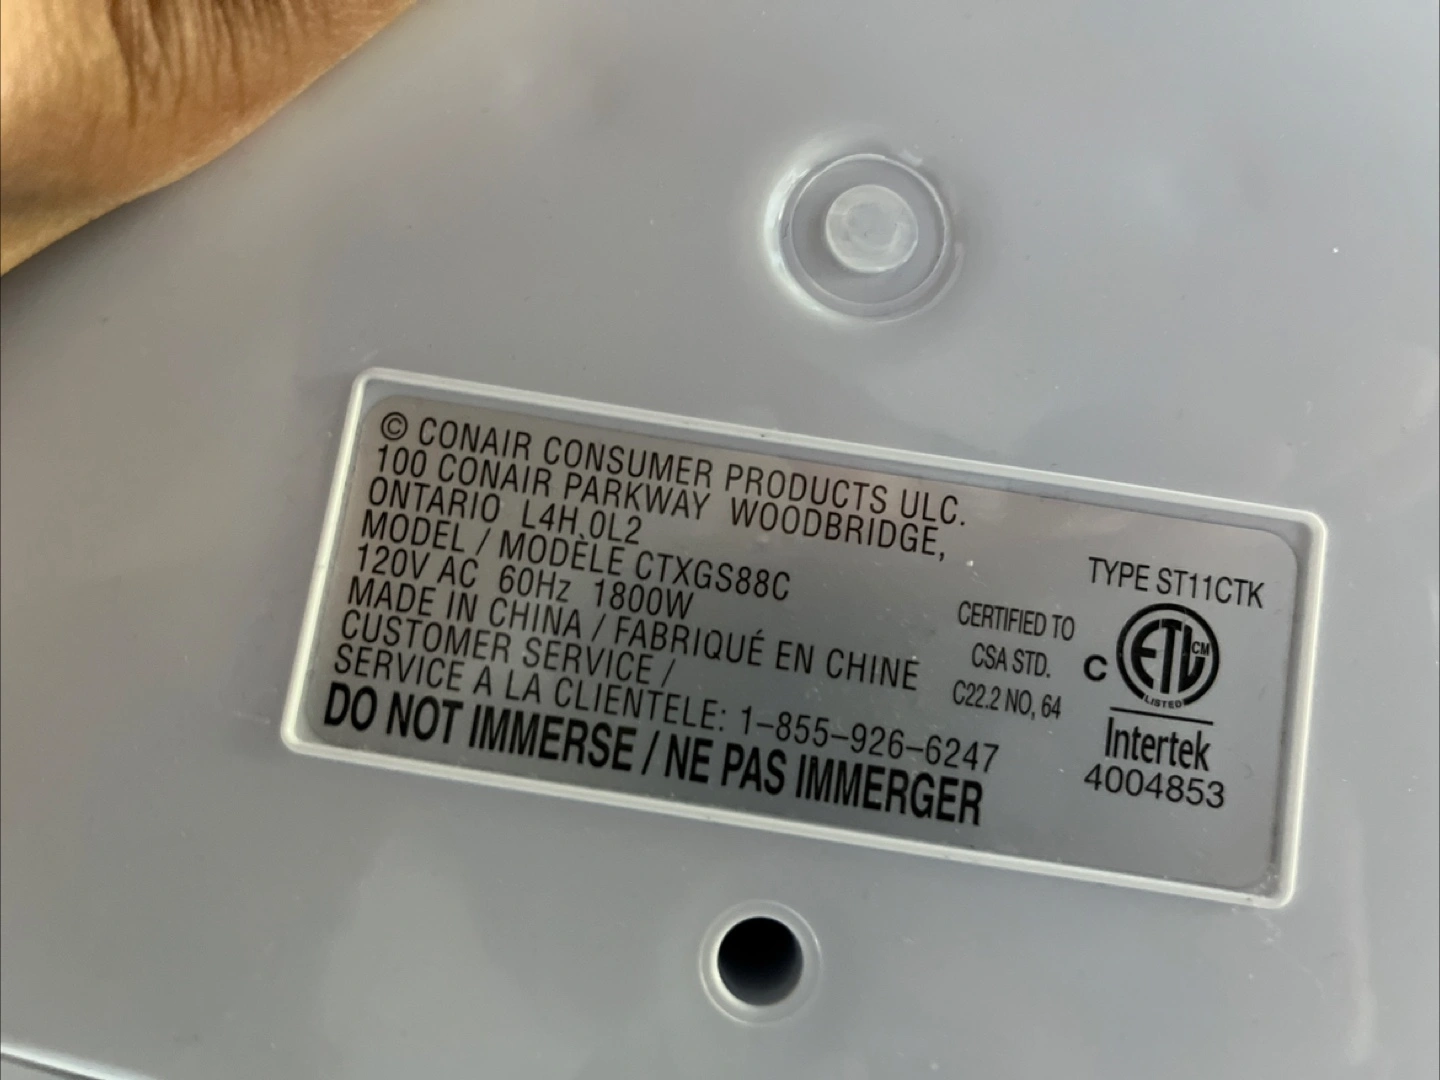 © CONAIR CONSUMER PRODUCTS ULC.
100 CONAIR PARKWAY WOODBRIDGE,
ONTARIO L4H 0L2
MODEL / MODÈLE CTXGS88C
120V AC 60Hz 1800W
MADE IN CHINA / FABRIQUÉ EN CHINE
CUSTOMER SERVICE /
SERVICE A LA CLIENTELE: 1-855-926-6247
DO NOT IMMERSE / NE PAS IMMERGER
TYPE ST11CTK
CERTIFIED TO
CSA STD.
C22.2 NO, 64
C ETL CM
LISTED
Intertek
4004853